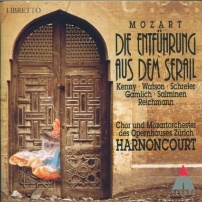 LIBRETTO
MOZART
DIE ENTFÜHRUNG
AUS DEM SERAIL
Kenny · Watson · Schreier
Gamlich · Salminen
Reichmann
Chor und Mozartorchester
des Opernhauses Zürich
HARNONCOURT